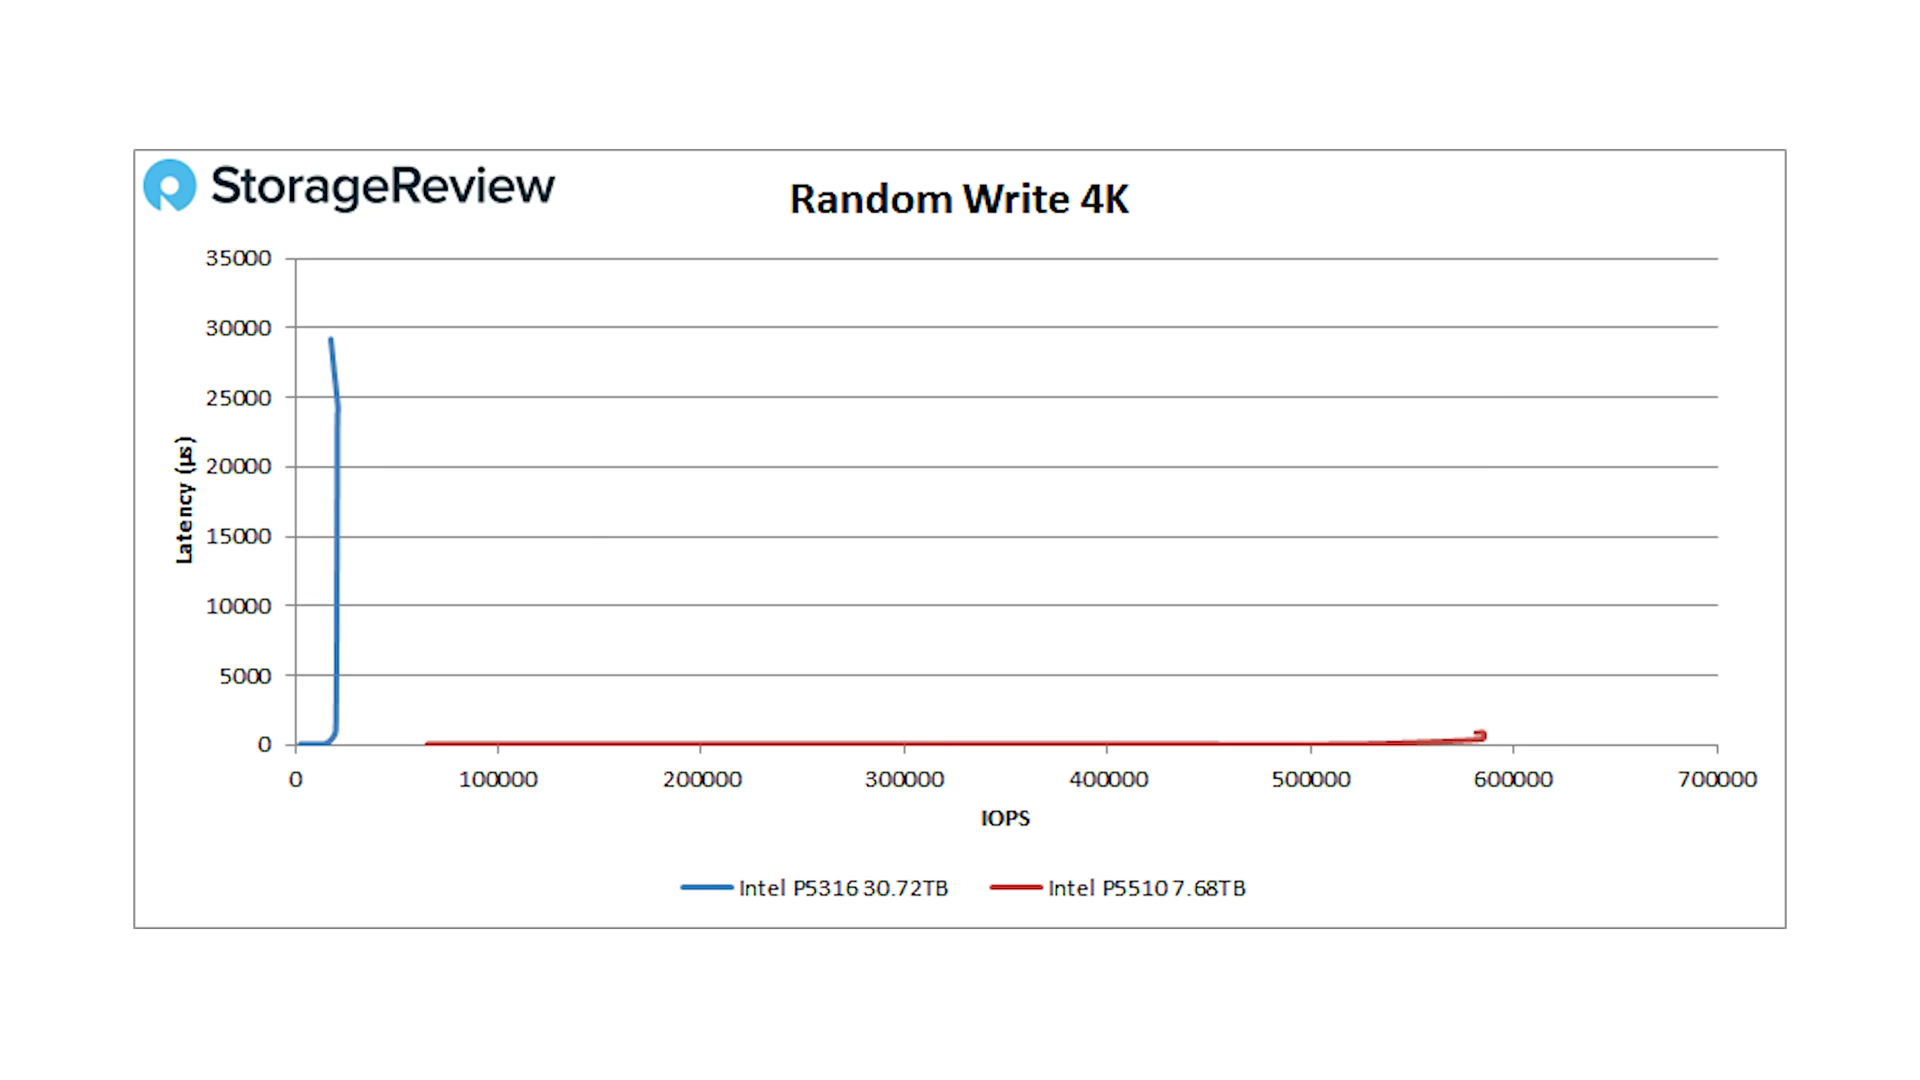 StorageReview
Random Write 4K
35000
30000
25000
20000
15000
10000
5000
0
Latency (µs)
0 100000 200000 300000 400000 500000 600000 700000
IOPS
Intel P5316 30.72TB Intel P5510 7.68TB